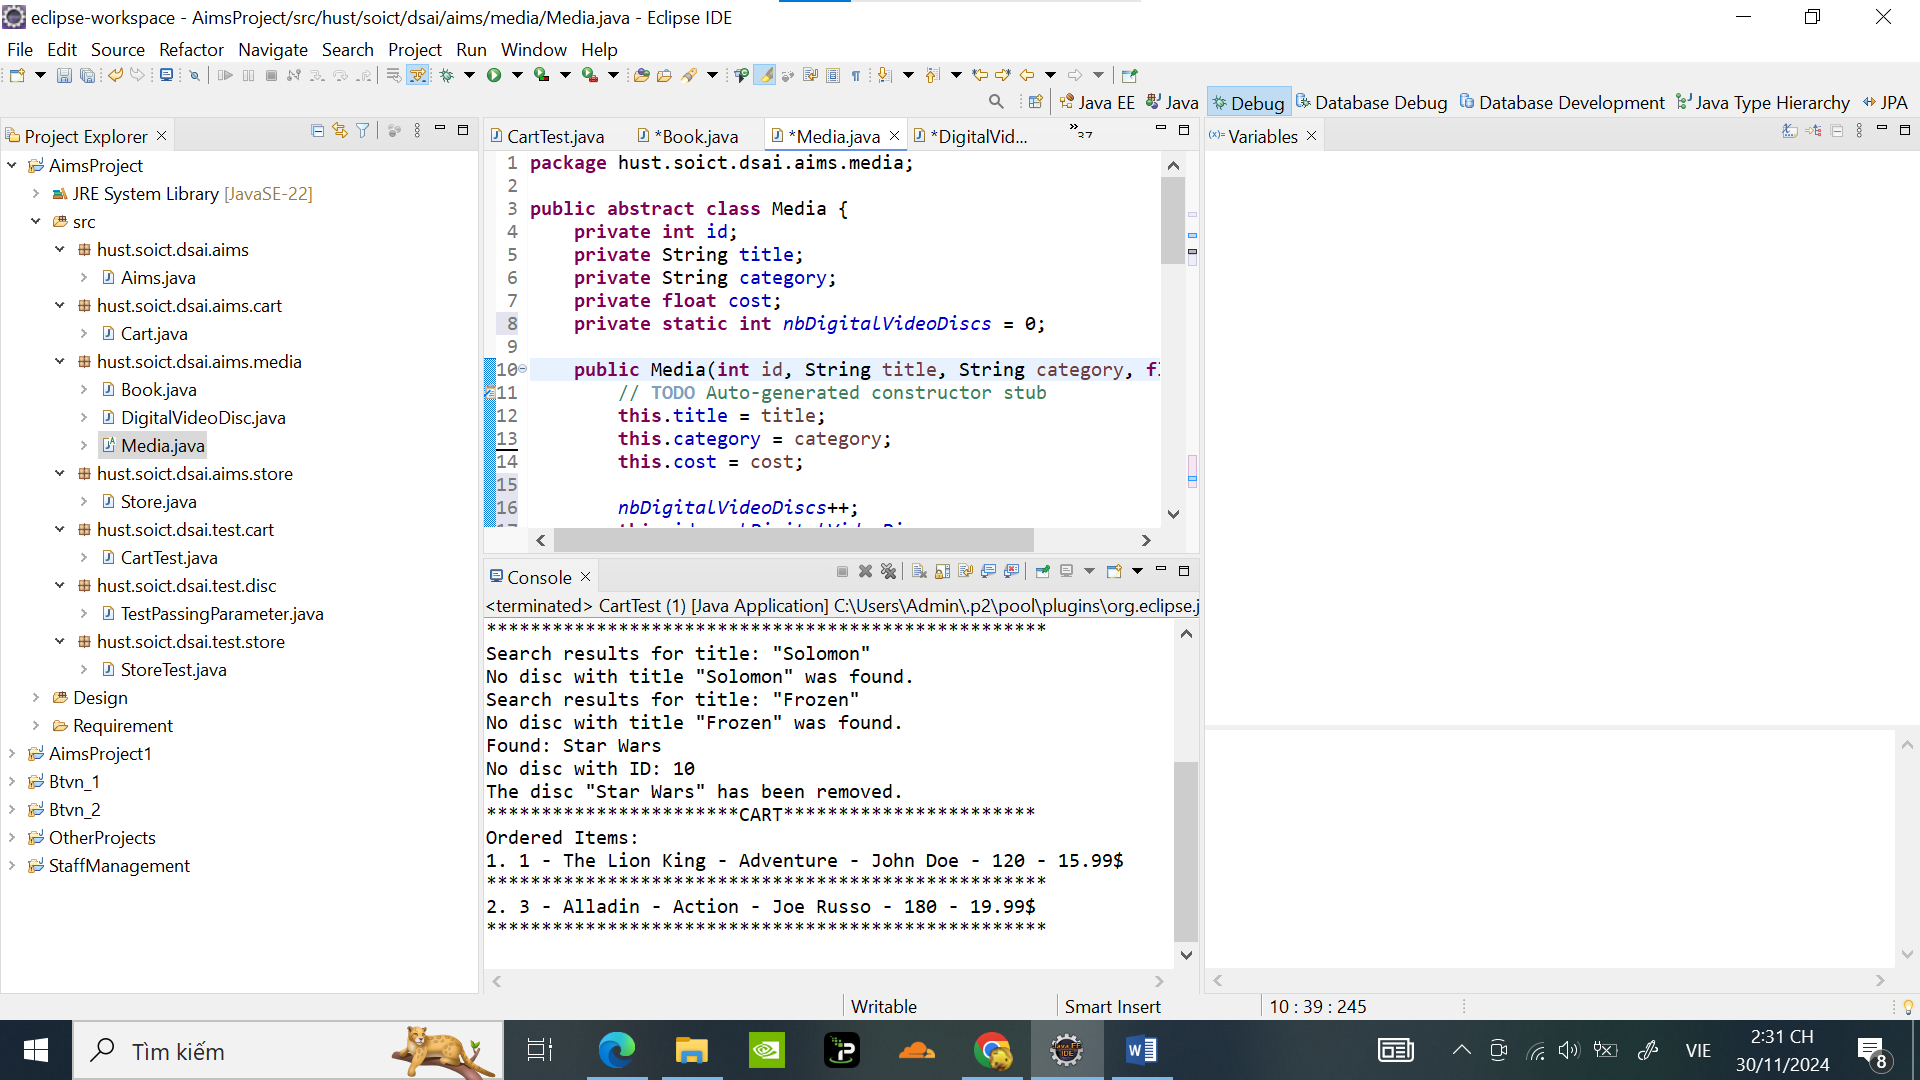 eclipse-workspace - AimsProject/src/hust/soict/dsai/aims/media/Media.java - Eclipse IDE
File Edit Source Refactor Navigate Search Project Run Window Help
Java EE Java Debug Database Debug Database Development Java Type Hierarchy JPA
Project Explorer
AimsProject
JRE System Library [JavaSE-22]
src
hust.soict.dsai.aims
Aims.java
hust.soict.dsai.aims.cart
Cart.java
hust.soict.dsai.aims.media
Book.java
DigitalVideoDisc.java
Media.java
hust.soict.dsai.aims.store
Store.java
hust.soict.dsai.test.cart
CartTest.java
hust.soict.dsai.test.disc
TestPassingParameter.java
hust.soict.dsai.test.store
StoreTest.java
Design
Requirement
AimsProject1
Btvn_1
Btvn_2
OtherProjects
StaffManagement
CartTest.java *Book.java *Media.java *DigitalVid... »37
1 package hust.soict.dsai.aims.media;
2
3 public abstract class Media {
4 private int id;
5 private String title;
6 private String category;
7 private float cost;
8 private static int nbDigitalVideoDiscs = 0;
9
10 public Media(int id, String title, String category, fl
11 // TODO Auto-generated constructor stub
12 this.title = title;
13 this.category = category;
14 this.cost = cost;
15
16 nbDigitalVideoDiscs++;
Console
<terminated> CartTest (1) [Java Application] C:\Users\Admin\.p2\pool\plugins\org.eclipse.j
***************************************************
Search results for title: "Solomon"
No disc with title "Solomon" was found.
Search results for title: "Frozen"
No disc with title "Frozen" was found.
Found: Star Wars
No disc with ID: 10
The disc "Star Wars" has been removed.
***********************CART***********************
Ordered Items:
1. 1 - The Lion King - Adventure - John Doe - 120 - 15.99$
***************************************************
2. 3 - Alladin - Action - Joe Russo - 180 - 19.99$
***************************************************
(x)= Variables
Writable Smart Insert 10 : 39 : 245
Tìm kiếm
VIE
2:31 CH
30/11/2024
8